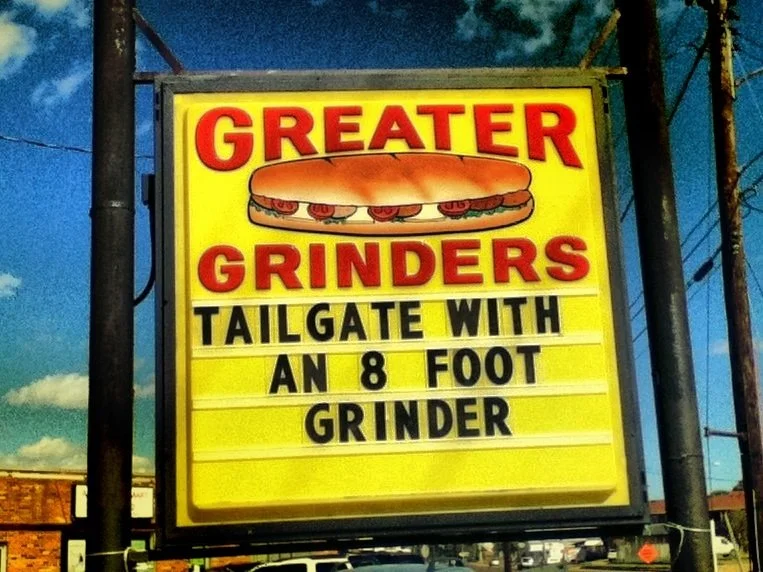 GREATER
GRINDERS
TAILGATE WITH
AN 8 FOOT
GRINDER